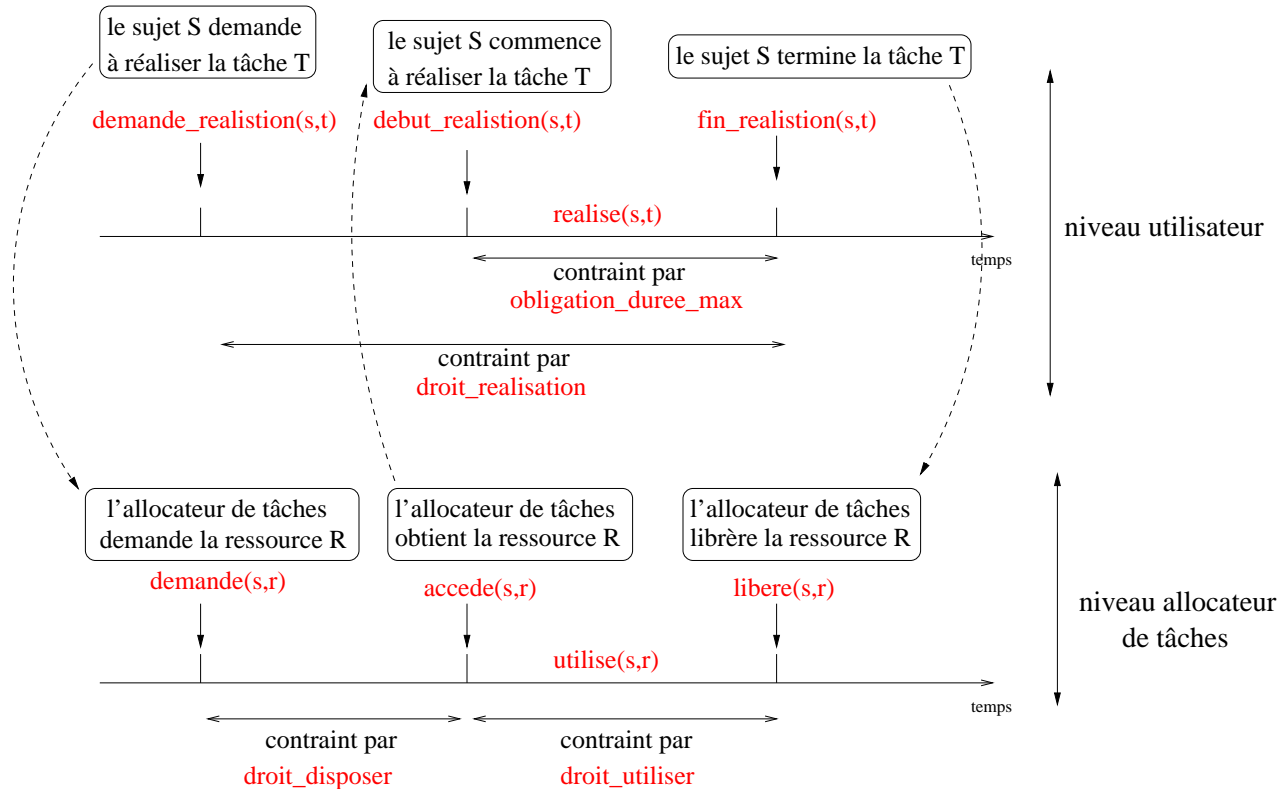 le sujet S demande
à réaliser la tâche T
le sujet S commence
à réaliser la tâche T
le sujet S termine la tâche T
demande_realistion(s,t)
debut_realistion(s,t)
fin_realistion(s,t)
realise(s,t)
temps
contraint par
obligation_duree_max
contraint par
droit_realisation
niveau utilisateur
l'allocateur de tâches
demande la ressource R
l'allocateur de tâches
obtient la ressource R
l'allocateur de tâches
librère la ressource R
demande(s,r)
accede(s,r)
libere(s,r)
utilise(s,r)
temps
contraint par
droit_disposer
contraint par
droit_utiliser
niveau allocateur
de tâches